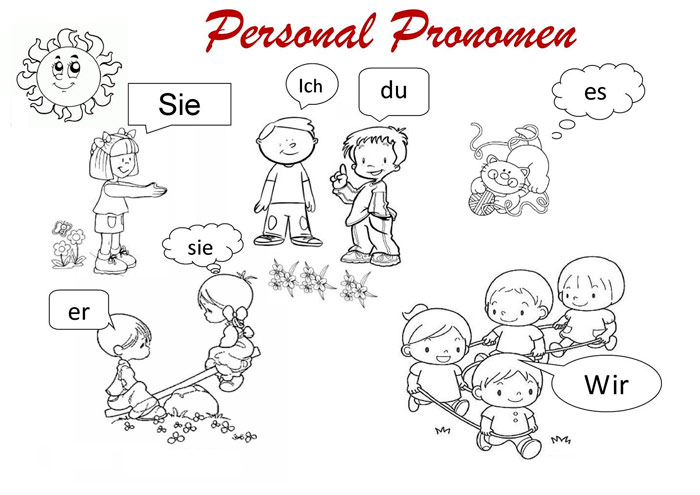 Personal Pronomen
Sie
Ich
du
es
sie
er
Wir